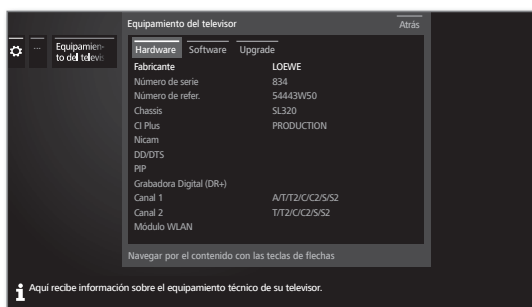 Equipamiento del televisor
Atrás
...
Equipamien-
to del televis
Hardware Software Upgrade
Fabricante LOEWE
Número de serie 834
Número de refer. 54443W50
Chassis SL320
CI Plus PRODUCTION
Nicam
DD/DTS
PIP
Grabadora Digital (DR+)
Canal 1 A/T/T2/C/C2/S/S2
Canal 2 T/T2/C/C2/S/S2
Módulo WLAN
Navegar por el contenido con las teclas de flechas
Aquí recibe información sobre el equipamiento técnico de su televisor.